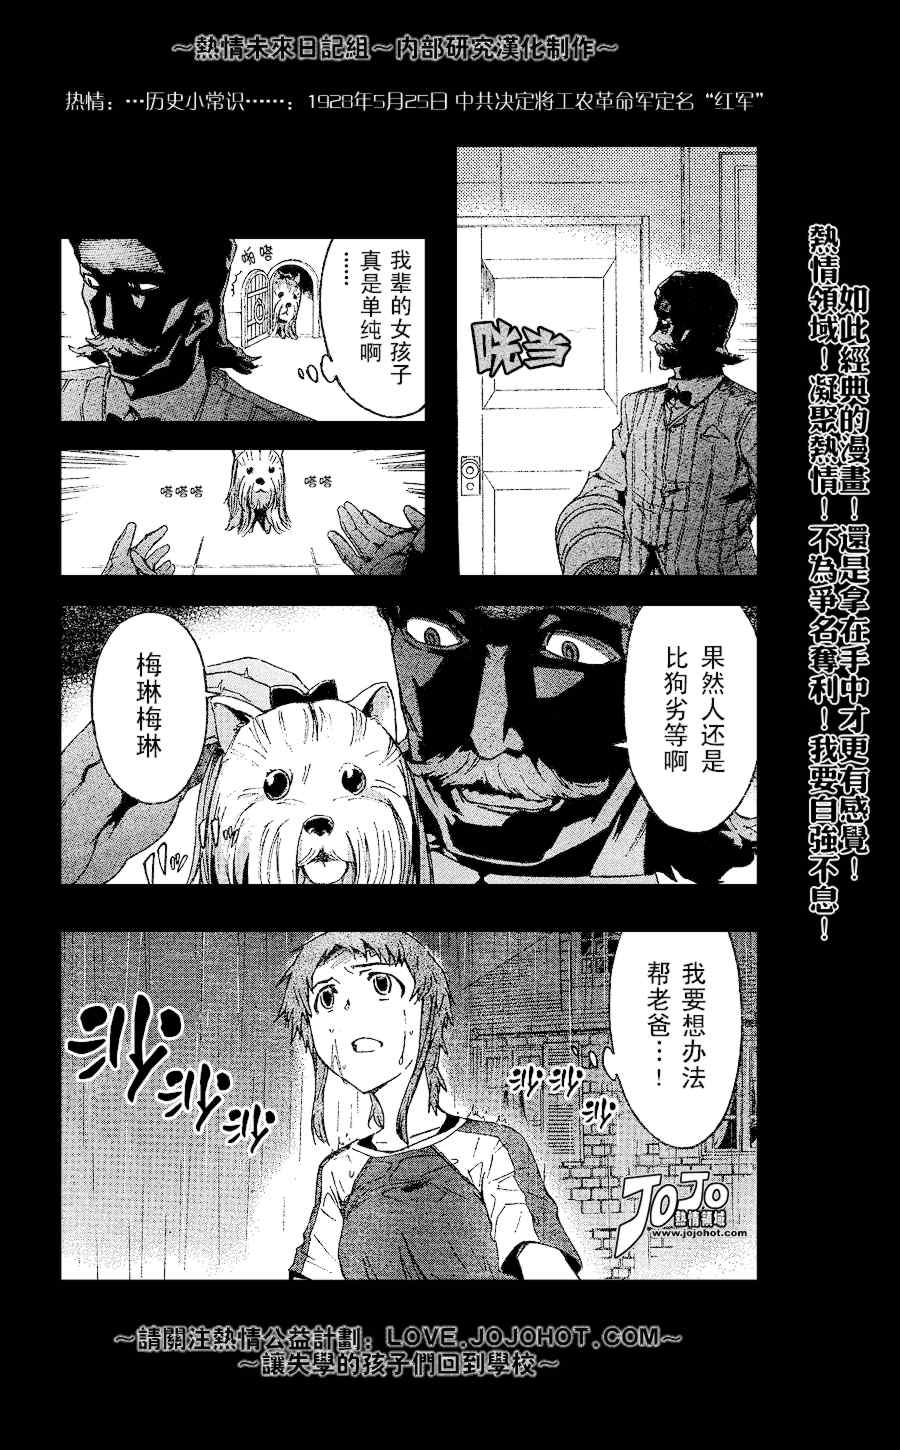 ～熱情未來日記組～內部研究漢化制作～
热情：…历史小常识……：1928年5月25日 中共决定将工农革命军定名“红军”
咣当
我辈的女孩子
真是单纯啊
……
啪嗒
嗒嗒嗒
嗒嗒
果然人还是
比狗劣等啊
梅琳梅琳
我要想办法
帮老爸…！
JOJO
熱情領域
www.jojohot.com
如此經典的漫畫！還是拿在手中才更有感覺！
熱情領域！凝聚熱情！不為爭名奪利！我要自強不息！
～請關注熱情公益計劃：LOVE.JOJOHOT.COM～
～讓失學的孩子們回到學校～